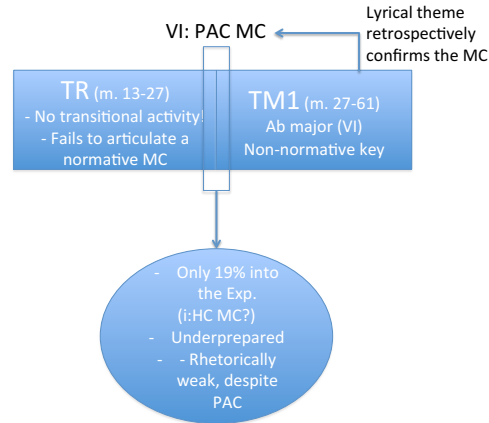 VI: PAC MC
Lyrical theme
retrospectively
confirms the MC
TR (m. 13-27)
- No transitional activity!
- Fails to articulate a
normative MC
TM1 (m. 27-61)
Ab major (VI)
Non-normative key
- Only 19% into
the Exp.
(i:HC MC?)
- Underprepared
- - Rhetorically
weak, despite
PAC